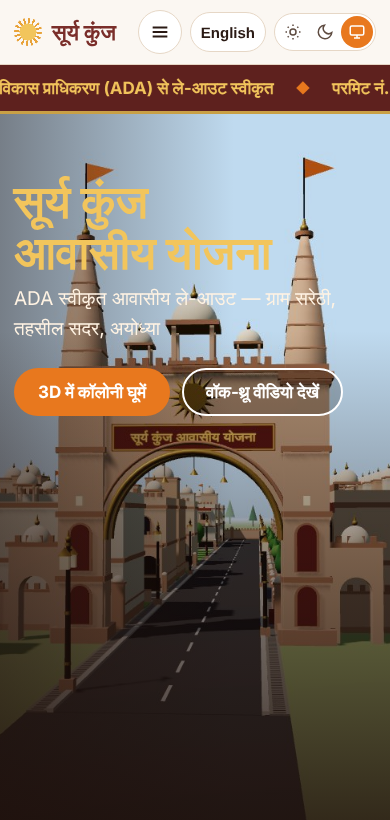 सूर्य कुंज
English
विकास प्राधिकरण (ADA) से ले-आउट स्वीकृत ◆ परमिट नं.
सूर्य कुंज
आवासीय योजना
ADA स्वीकृत आवासीय ले-आउट — ग्राम सरेठी,
तहसील सदर, अयोध्या
3D में कॉलोनी घूमें
वॉक-थ्रू वीडियो देखें
सूर्य कुंज आवासीय योजना